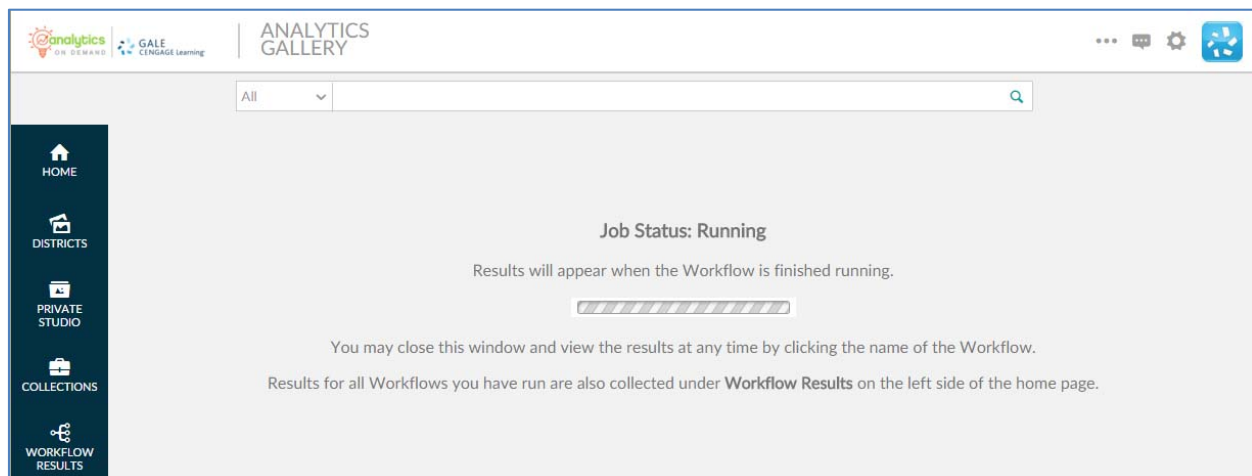 analytics
ON DEMAND
GALE
CENGAGE Learning
ANALYTICS
GALLERY
All
HOME
DISTRICTS
PRIVATE
STUDIO
COLLECTIONS
WORKFLOW
RESULTS
Job Status: Running
Results will appear when the Workflow is finished running.
You may close this window and view the results at any time by clicking the name of the Workflow.
Results for all Workflows you have run are also collected under Workflow Results on the left side of the home page.